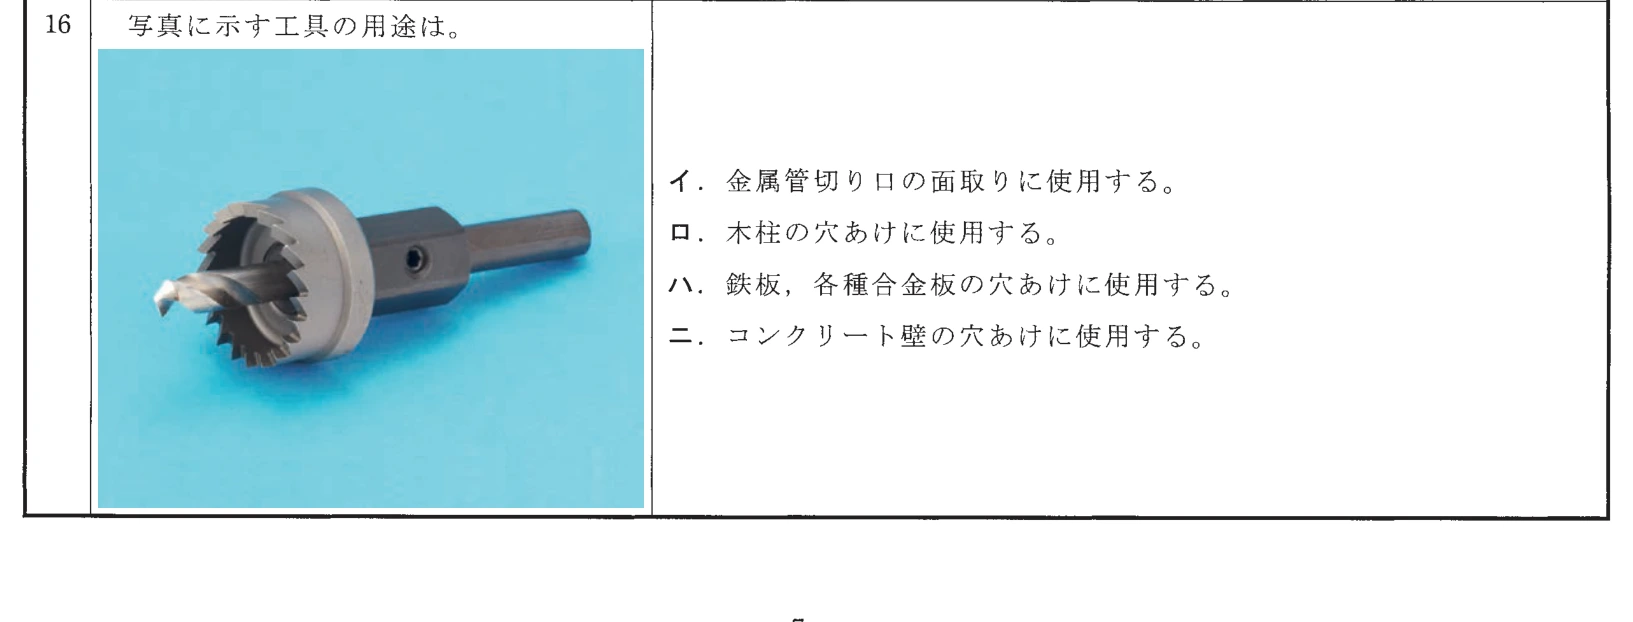 16
写真に示す工具の用途は。
イ. 金属管切り口の面取りに使用する。
ロ. 木柱の穴あけに使用する。
ハ. 鉄板，各種合金板の穴あけに使用する。
ニ. コンクリート壁の穴あけに使用する。